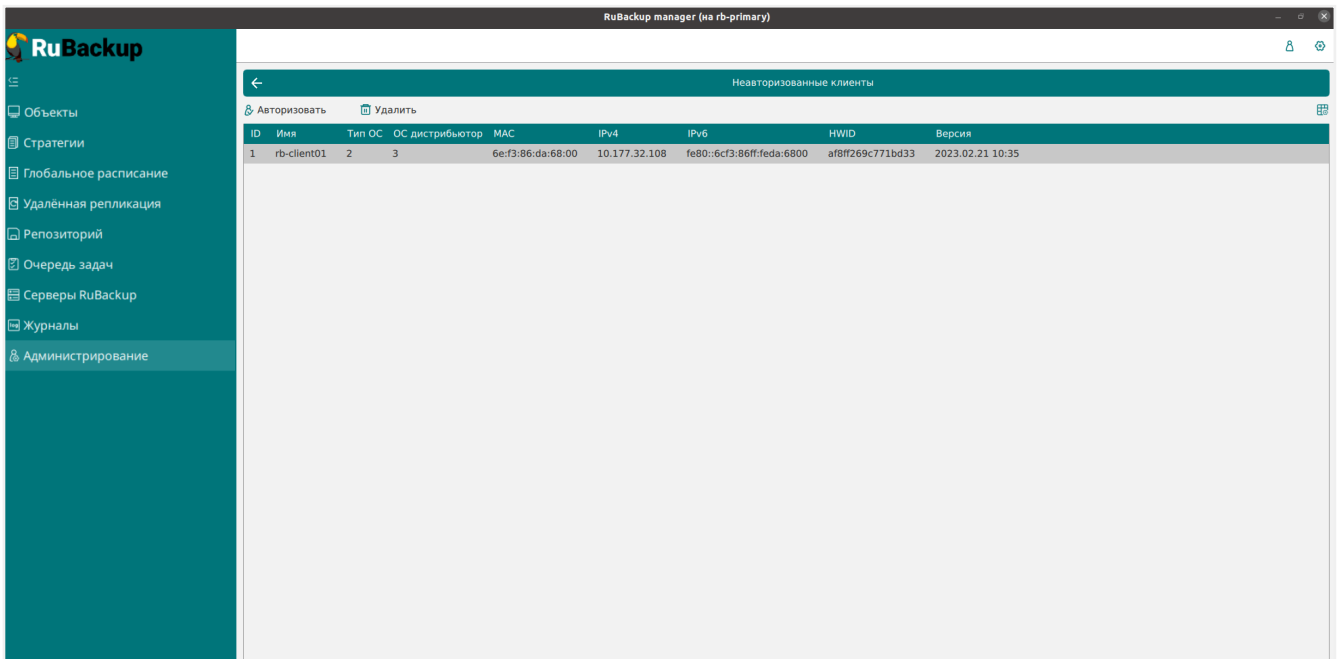 RuBackup manager (на rb-primary)
RuBackup
Неавторизованные клиенты
Объекты
Стратегии
Глобальное расписание
Удалённая репликация
Репозиторий
Очередь задач
Серверы RuBackup
Журналы
Администрирование
Авторизовать Удалить
ID Имя Тип ОС ОС дистрибьютор MAC IPv4 IPv6 HWID Версия
1 rb-client01 2 3 6e:f3:86:da:68:00 10.177.32.108 fe80::6cf3:86ff:feda:6800 af8ff269c771bd33 2023.02.21 10:35